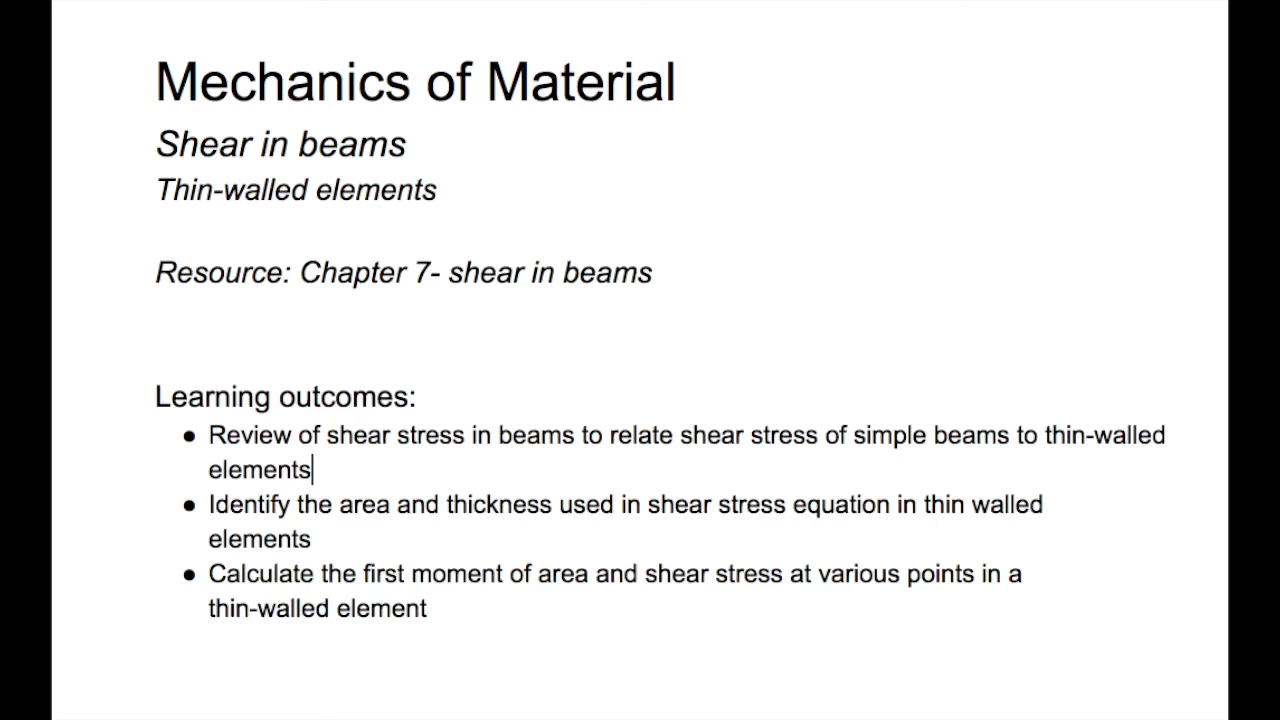 Mechanics of Material
Shear in beams
Thin-walled elements
Resource: Chapter 7- shear in beams
Learning outcomes:
● Review of shear stress in beams to relate shear stress of simple beams to thin-walled
elements
● Identify the area and thickness used in shear stress equation in thin walled
elements
● Calculate the first moment of area and shear stress at various points in a
thin-walled element